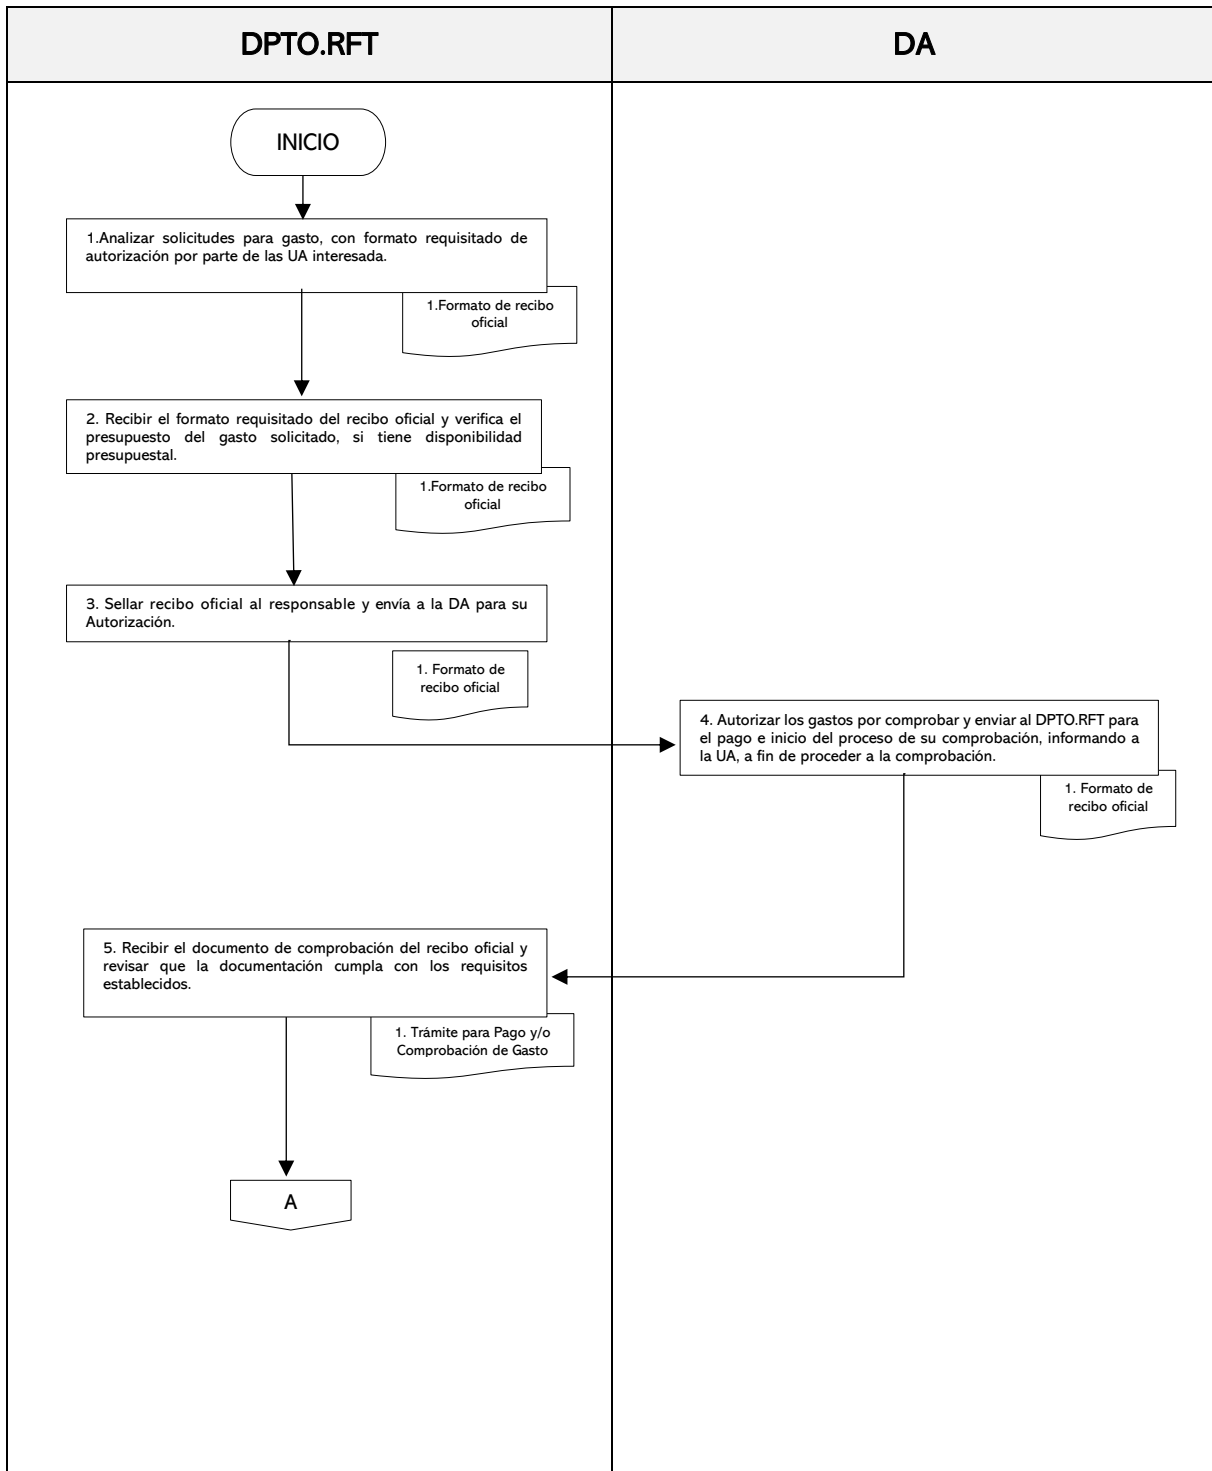 DPTO.RFT
DA
INICIO
1.Analizar solicitudes para gasto, con formato requisitado de
autorización por parte de las UA interesada.
1.Formato de recibo
oficial
2. Recibir el formato requisitado del recibo oficial y verifica el
presupuesto del gasto solicitado, si tiene disponibilidad
presupuestal.
1.Formato de recibo
oficial
3. Sellar recibo oficial al responsable y envía a la DA para su
Autorización.
1. Formato de
recibo oficial
4. Autorizar los gastos por comprobar y enviar al DPTO.RFT para
el pago e inicio del proceso de su comprobación, informando a
la UA, a fin de proceder a la comprobación.
1. Formato de
recibo oficial
5. Recibir el documento de comprobación del recibo oficial y
revisar que la documentación cumpla con los requisitos
establecidos.
1. Trámite para Pago y/o
Comprobación de Gasto
A